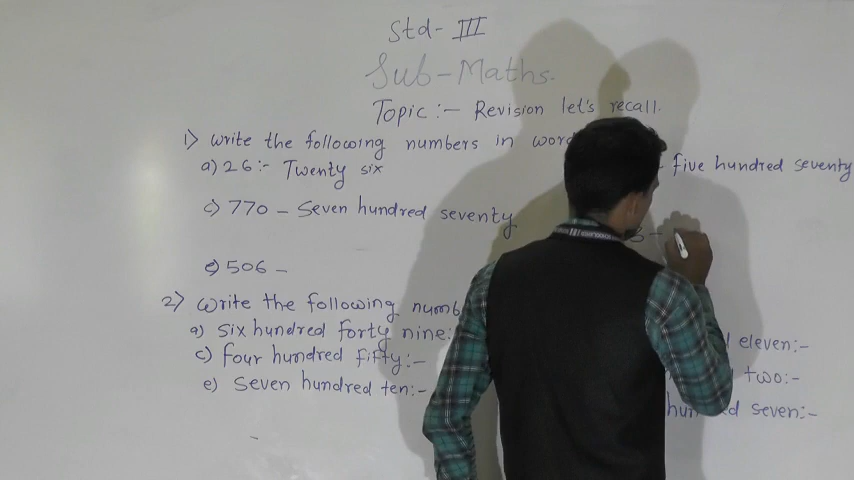 Std- III
Sub-Maths.
Topic :- Revision let's recall.
1) Write the following numbers in
a) 26 :- Twenty six
five hundred seventy
c) 770 - Seven hundred seventy
e) 506 -
2) Write the following
a) Six hundred forty nine:
eleven:-
c) four hundred fifty:-
two:-
e) Seven hundred ten:-
seven:-